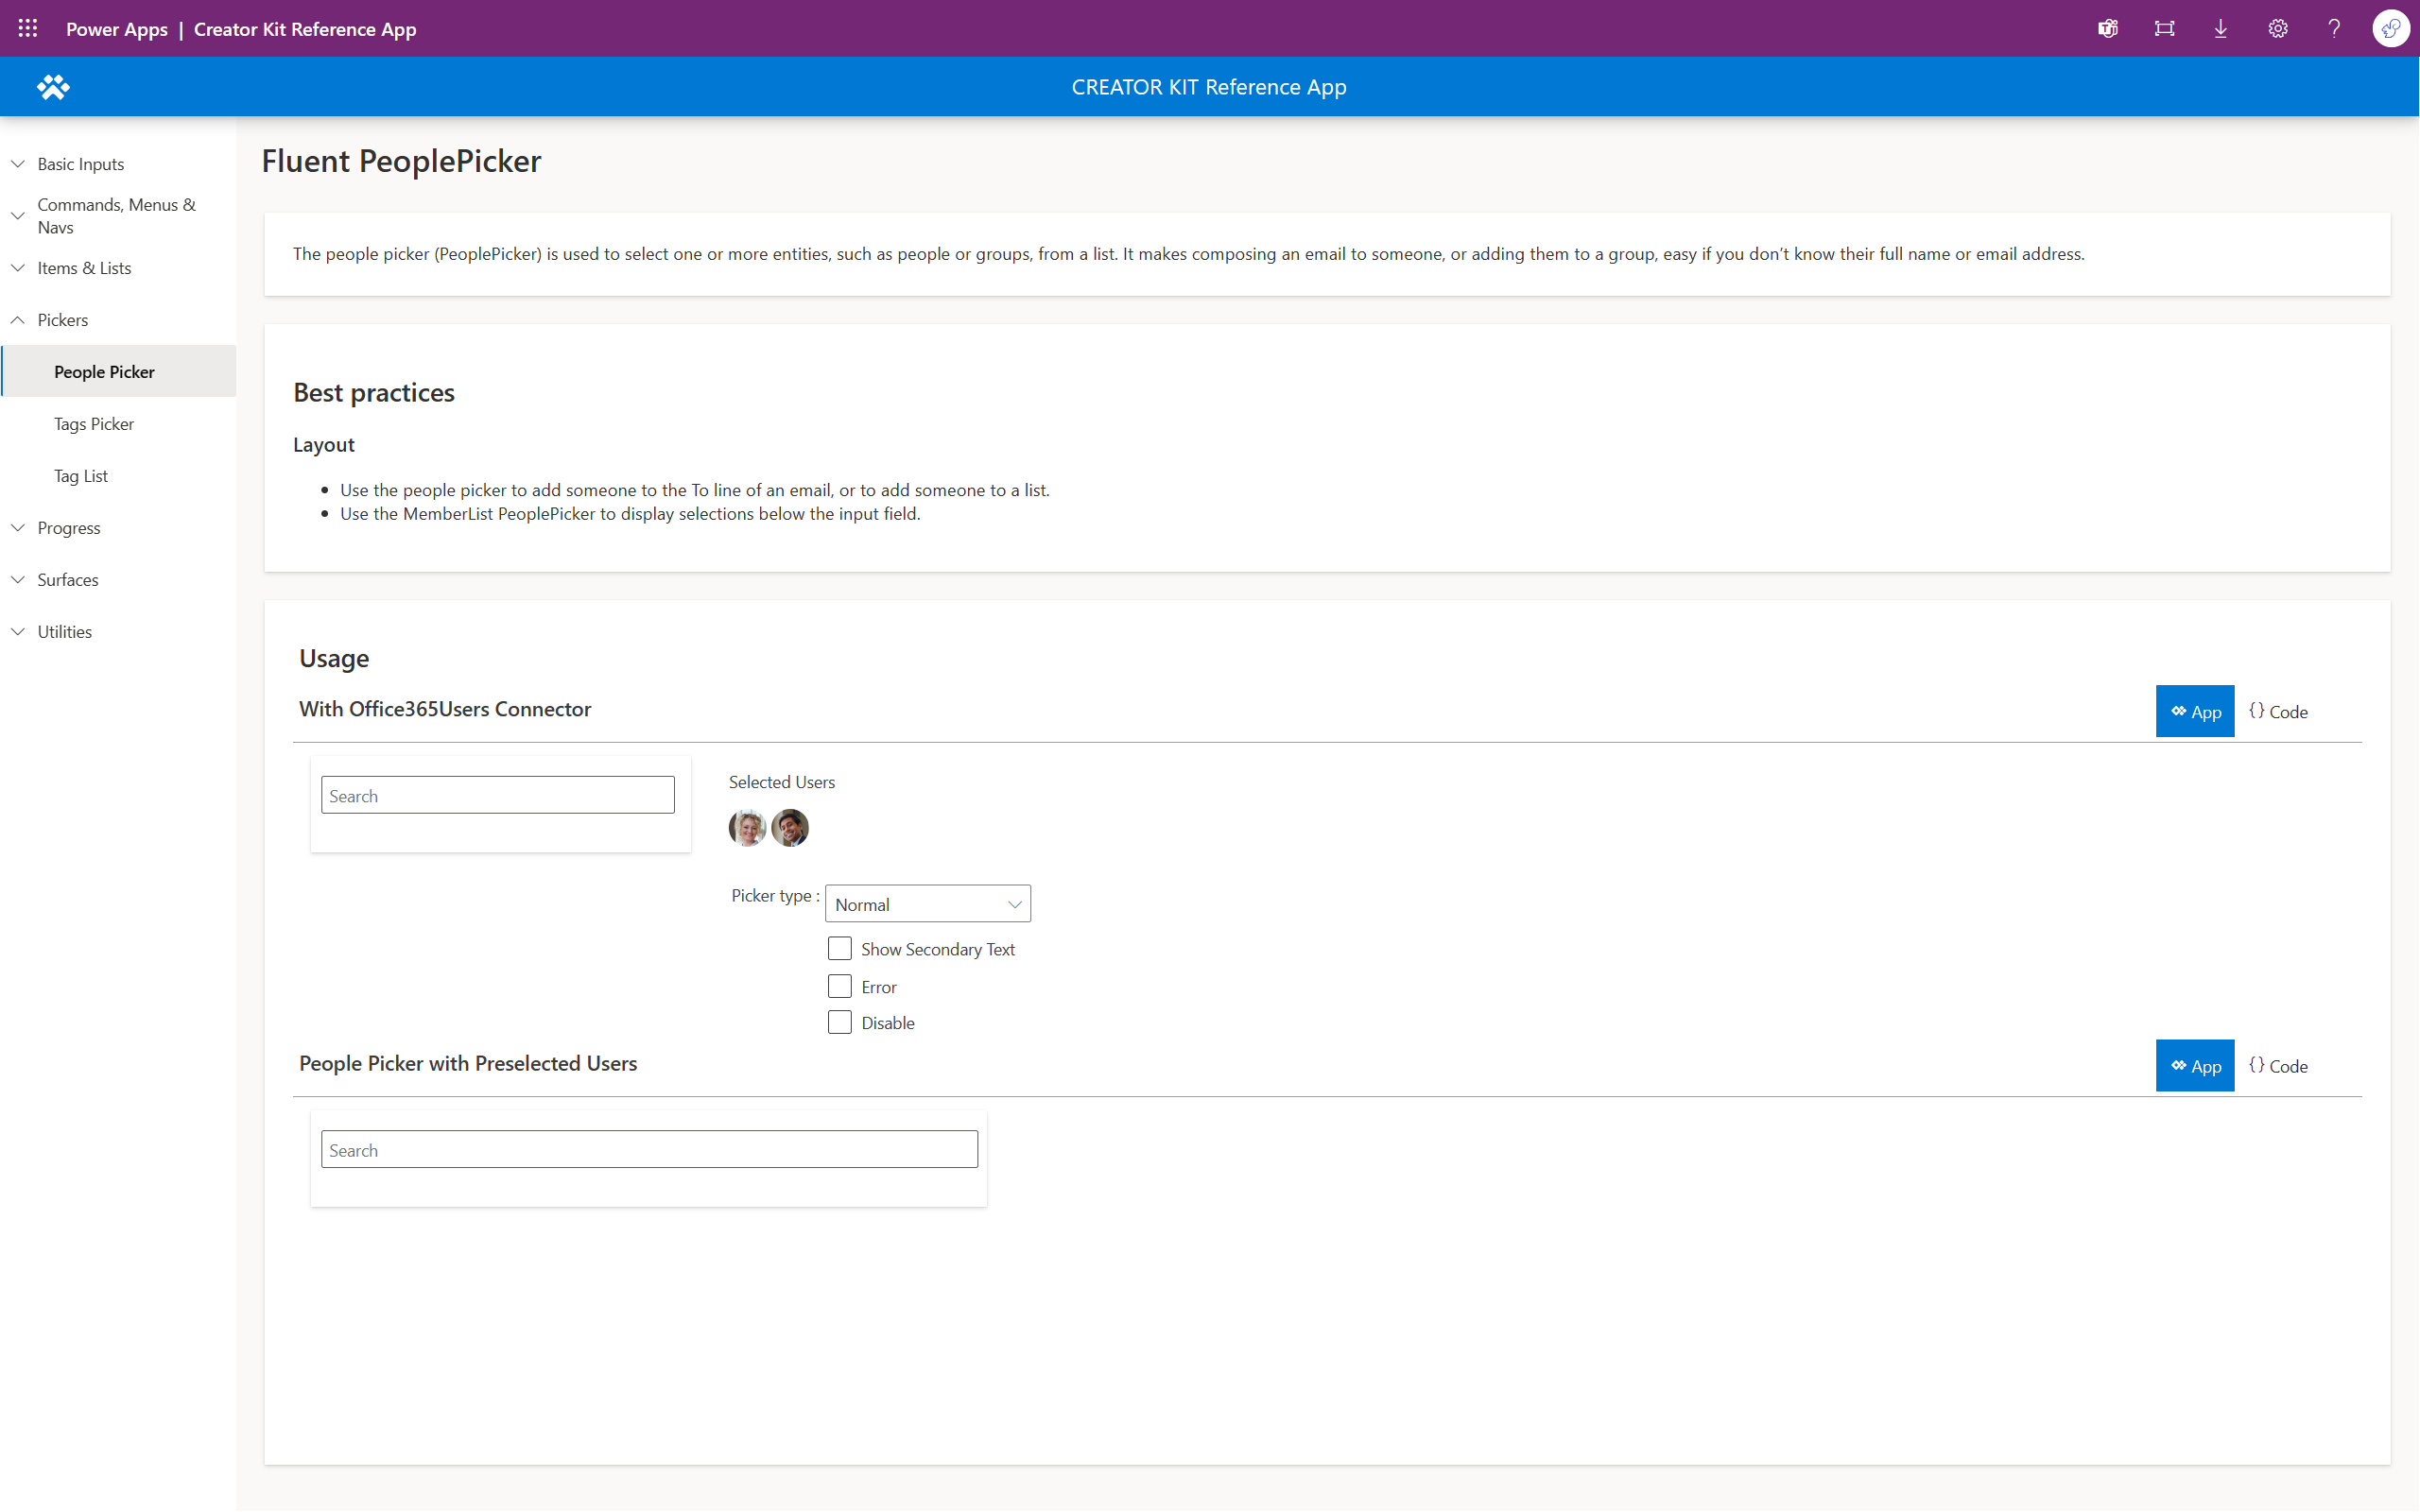 Power Apps | Creator Kit Reference App
CREATOR KIT Reference App
Basic Inputs
Commands, Menus &
Navs
Items & Lists
Pickers
People Picker
Tags Picker
Tag List
Progress
Surfaces
Utilities
Fluent PeoplePicker
The people picker (PeoplePicker) is used to select one or more entities, such as people or groups, from a list. It makes composing an email to someone, or adding them to a group, easy if you don’t know their full name or email address.
Best practices
Layout
• Use the people picker to add someone to the To line of an email, or to add someone to a list.
• Use the MemberList PeoplePicker to display selections below the input field.
Usage
With Office365Users Connector
App
{} Code
Search
Selected Users
Picker type :
Normal
Show Secondary Text
Error
Disable
People Picker with Preselected Users
App
{} Code
Search